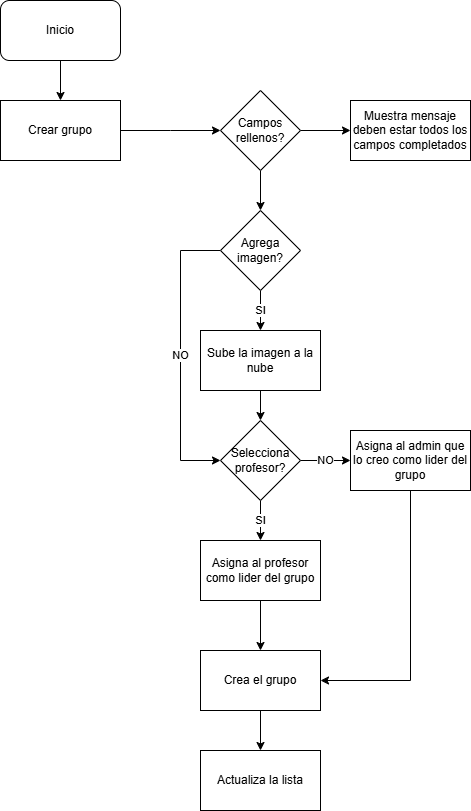 Inicio
Crear grupo
Campos
rellenos?
Muestra mensaje
deben estar todos los
campos completados
Agrega
imagen?
SI
NO
Sube la imagen a la
nube
Selecciona
profesor?
NO
Asigna al admin que
lo creo como lider del
grupo
SI
Asigna al profesor
como lider del grupo
Crea el grupo
Actualiza la lista